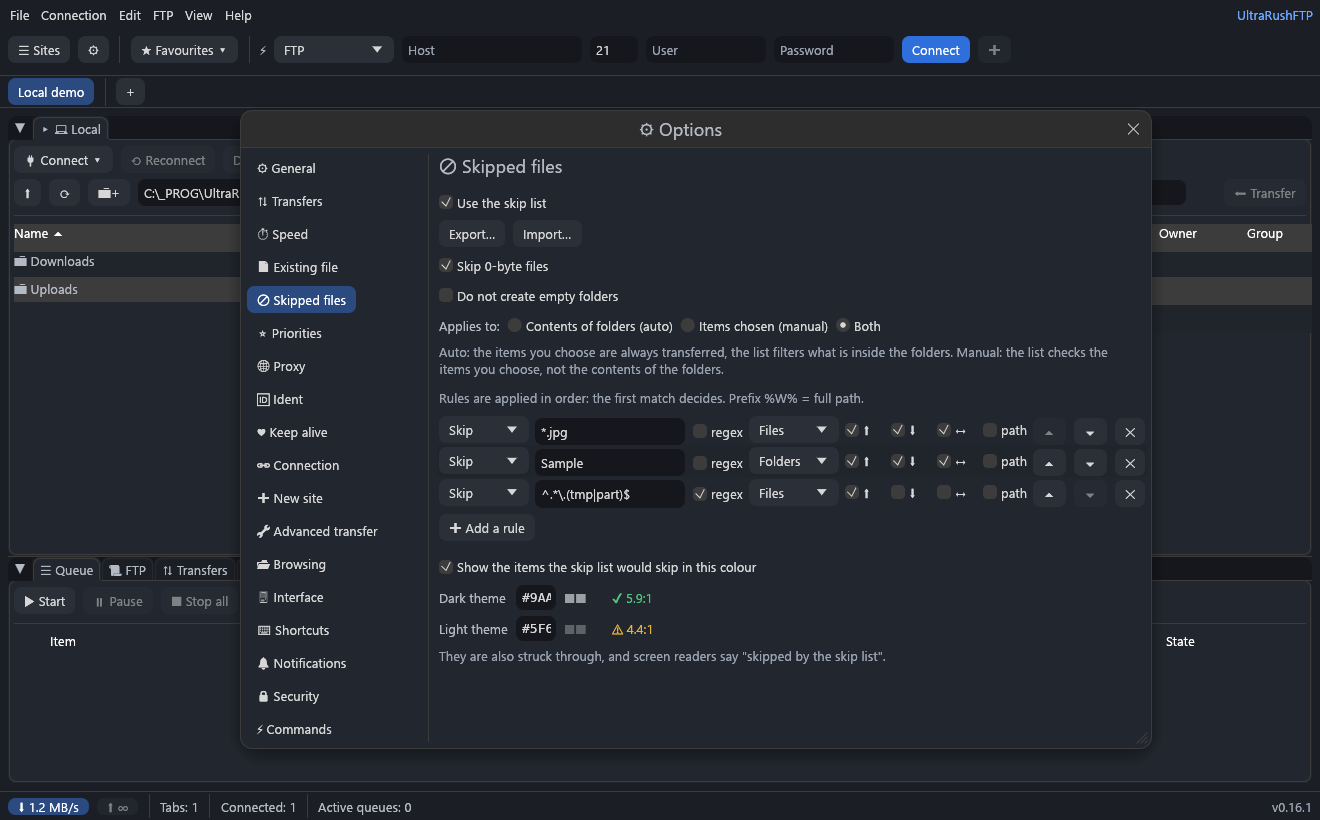 File Connection Edit FTP View Help UltraRushFTP
Sites Favourites FTP Host 21 User Password Connect +
Local demo +
Local
Connect Reconnect D
C:\_PROG\UltraR Transfer
Name Owner Group
Downloads
Uploads
Options
General
Transfers
Speed
Existing file
Skipped files
Priorities
Proxy
Ident
Keep alive
Connection
New site
Advanced transfer
Browsing
Interface
Shortcuts
Notifications
Security
Commands
Skipped files
Use the skip list
Export... Import...
Skip 0-byte files
Do not create empty folders
Applies to: Contents of folders (auto) Items chosen (manual) Both
Auto: the items you choose are always transferred, the list filters what is inside the folders. Manual: the list checks the
items you choose, not the contents of the folders.
Rules are applied in order: the first match decides. Prefix %W% = full path.
Skip *.jpg regex Files path
Skip Sample regex Folders path
Skip ^.*\.(tmp|part)$ regex Files path
Add a rule
Show the items the skip list would skip in this colour
Dark theme #9AA 5.9:1
Light theme #5F6 4.4:1
They are also struck through, and screen readers say "skipped by the skip list".
Queue FTP Transfers
Start Pause Stop all
Item State
1.2 MB/s ∞ Tabs: 1 Connected: 1 Active queues: 0 v0.16.1